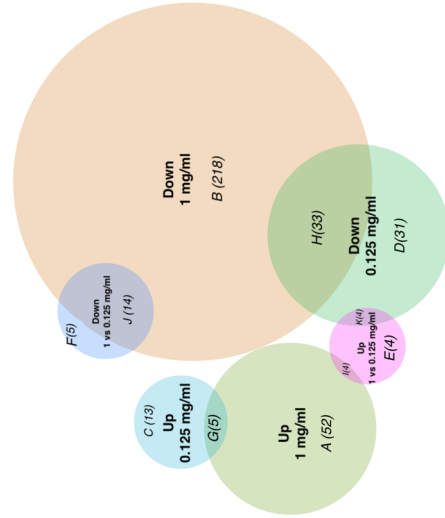 Down
1 mg/ml
B (218)
H(33)
Down
0.125 mg/ml
D(31)
F(5)
Down
1 vs 0.125 mg/ml
J (14)
K(4)
Up
1 vs 0.125 mg/ml
E(4)
I(4)
C (13)
Up
0.125 mg/ml
G(5)
Up
1 mg/ml
A (52)